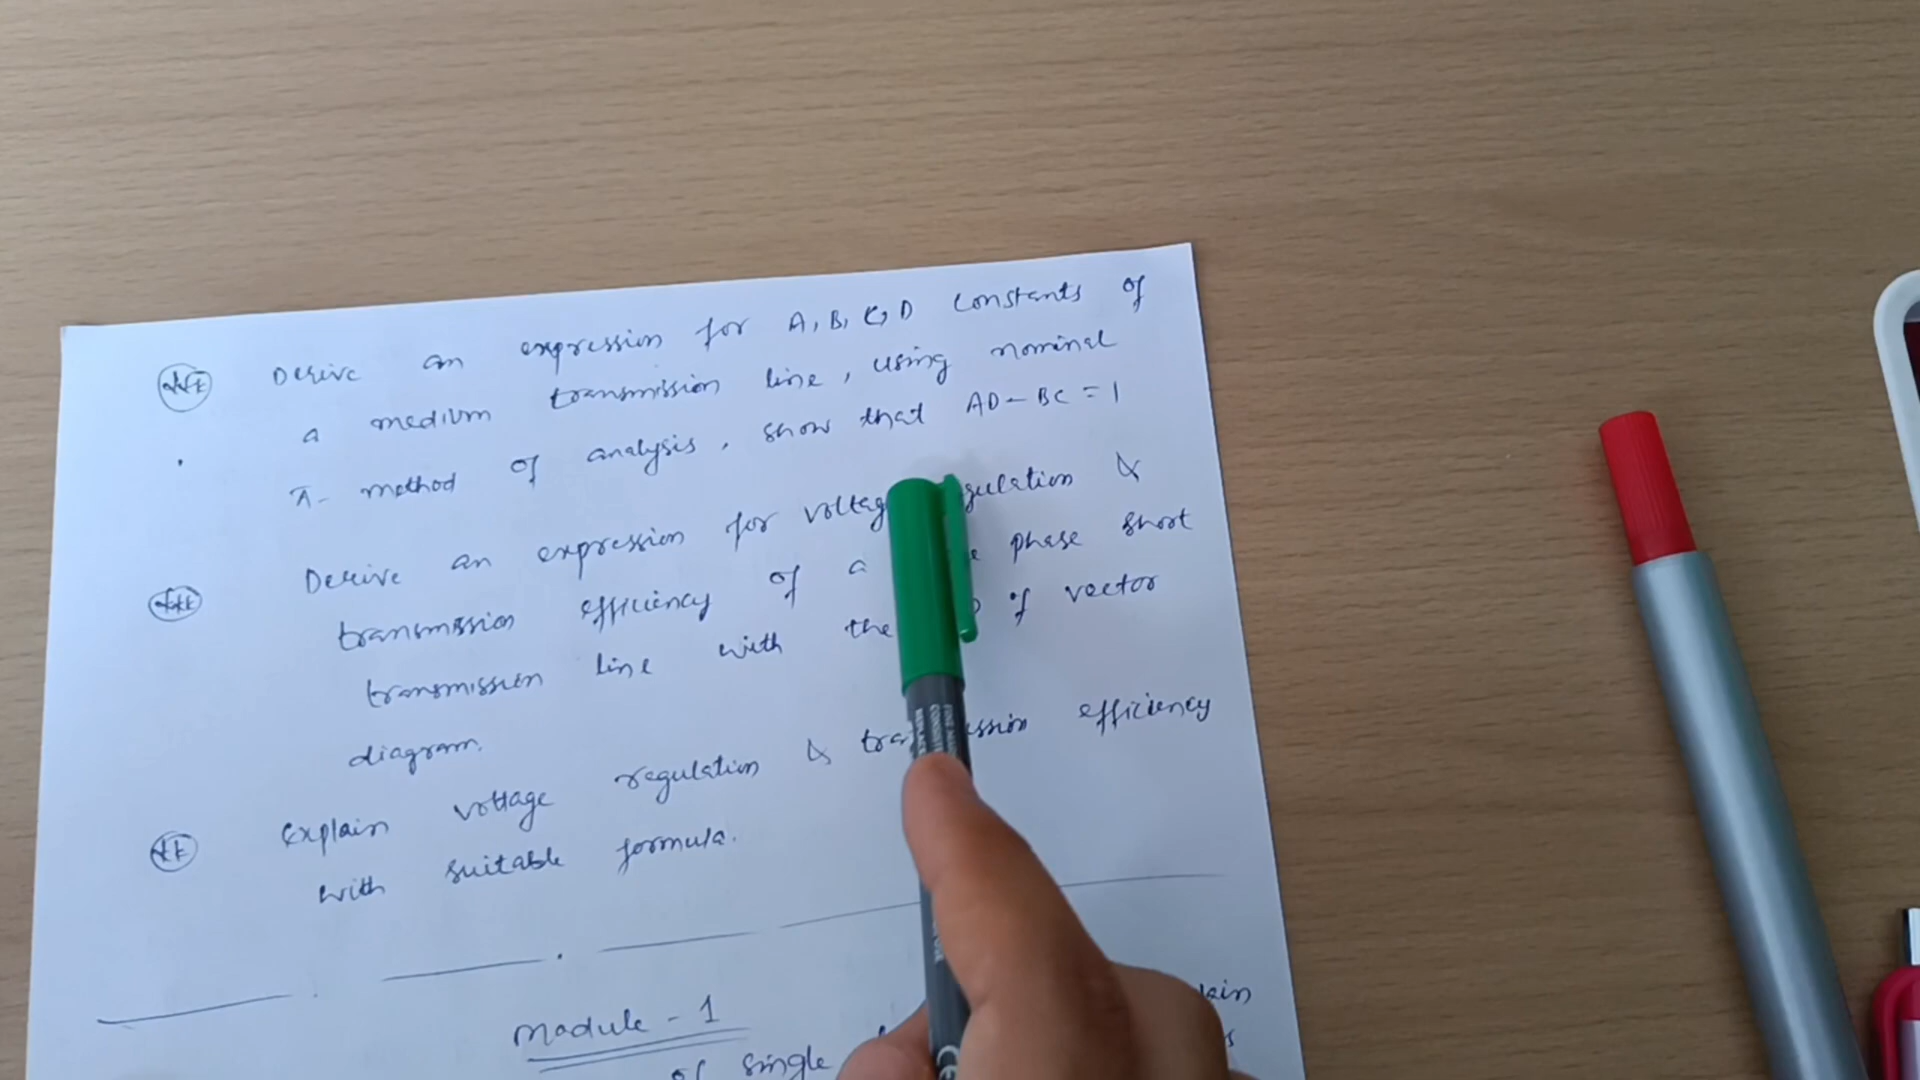 Derive an expression for A, B, C, D constants of
a medium transmission line, using nominal
π- method of analysis, show that AD - BC = 1
Derive an expression for voltage regulation &
transmission efficiency of a phase short
transmission line with the of vector
diagram.
Explain voltage regulation & transmission efficiency
with suitable formula.
Module - 1
of single